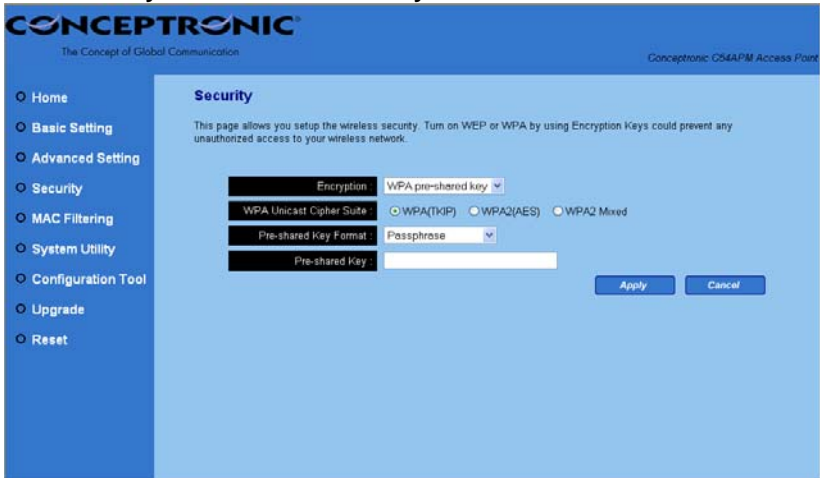 CONCEPTRONIC®
The Concept of Global Communication
Conceptronic C54APM Access Point
Home
Basic Setting
Advanced Setting
Security
MAC Filtering
System Utility
Configuration Tool
Upgrade
Reset
Security
This page allows you setup the wireless security. Turn on WEP or WPA by using Encryption Keys could prevent any
unauthorized access to your wireless network.
Encryption : WPA pre-shared key
WPA Unicast Cipher Suite : WPA(TKIP) WPA2(AES) WPA2 Mixed
Pre-shared Key Format : Passphrase
Pre-shared Key :
Apply Cancel